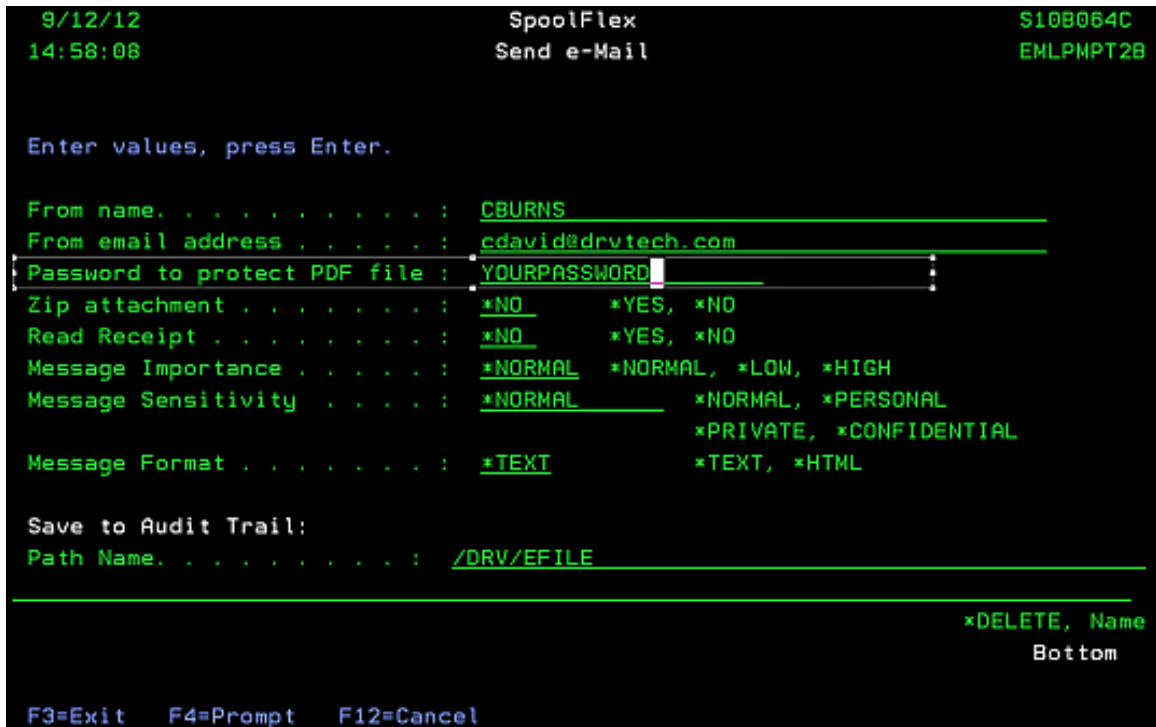 9/12/12 SpoolFlex S10B064C
14:58:08 Send e-Mail EMLPMPT2B
Enter values, press Enter.
From name. . . . . . . . . . : CBURNS
From email address . . . . . : cdavid@drvtech.com
Password to protect PDF file : YOURPASSWORD
Zip attachment . . . . . . . : *NO *YES, *NO
Read Receipt . . . . . . . . : *NO *YES, *NO
Message Importance . . . . . : *NORMAL *NORMAL, *LOW, *HIGH
Message Sensitivity . . . . : *NORMAL *NORMAL, *PERSONAL
*PRIVATE, *CONFIDENTIAL
Message Format . . . . . . . : *TEXT *TEXT, *HTML
Save to Audit Trail:
Path Name. . . . . . . . . : /DRV/EFILE
*DELETE, Name
Bottom
F3=Exit F4=Prompt F12=Cancel